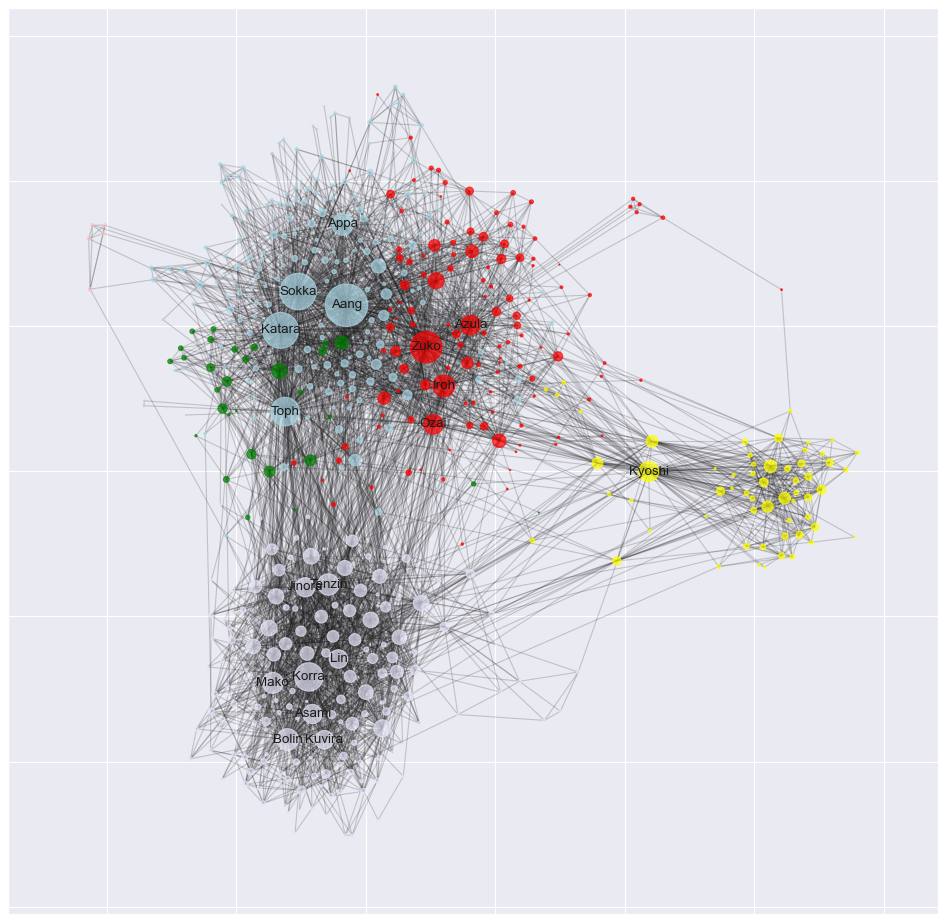 Appa
Sokka
Aang
Katara
Azula
Zuko
Iroh
Toph
Ozai
Kyoshi
Jinora
Tenzin
Lin
Korra
Mako
Asami
Bolin
Kuvira